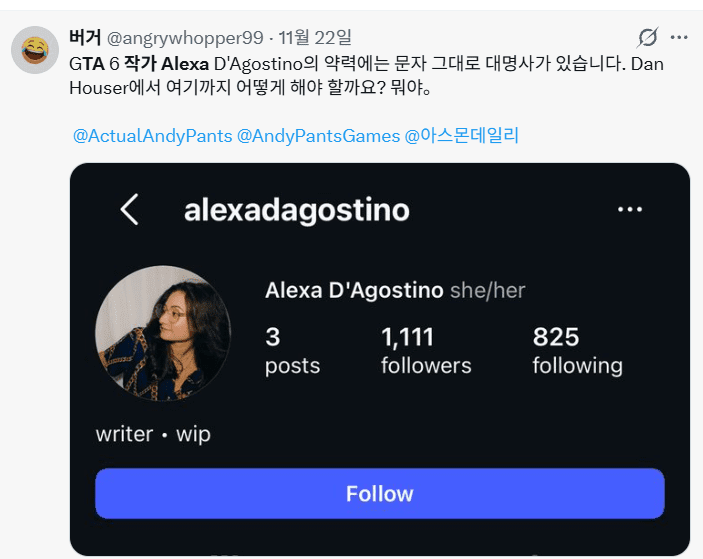 버거 @angrywhopper99 · 11월 22일
GTA 6 작가 Alexa D'Agostino의 약력에는 문자 그대로 대명사가 있습니다. Dan
Houser에서 여기까지 어떻게 해야 할까요? 뭐야。
@ActualAndyPants @AndyPantsGames @아스몬데일리
alexadagostino
Alexa D'Agostino she/her
3 1,111 825
posts followers following
writer • wip
Follow